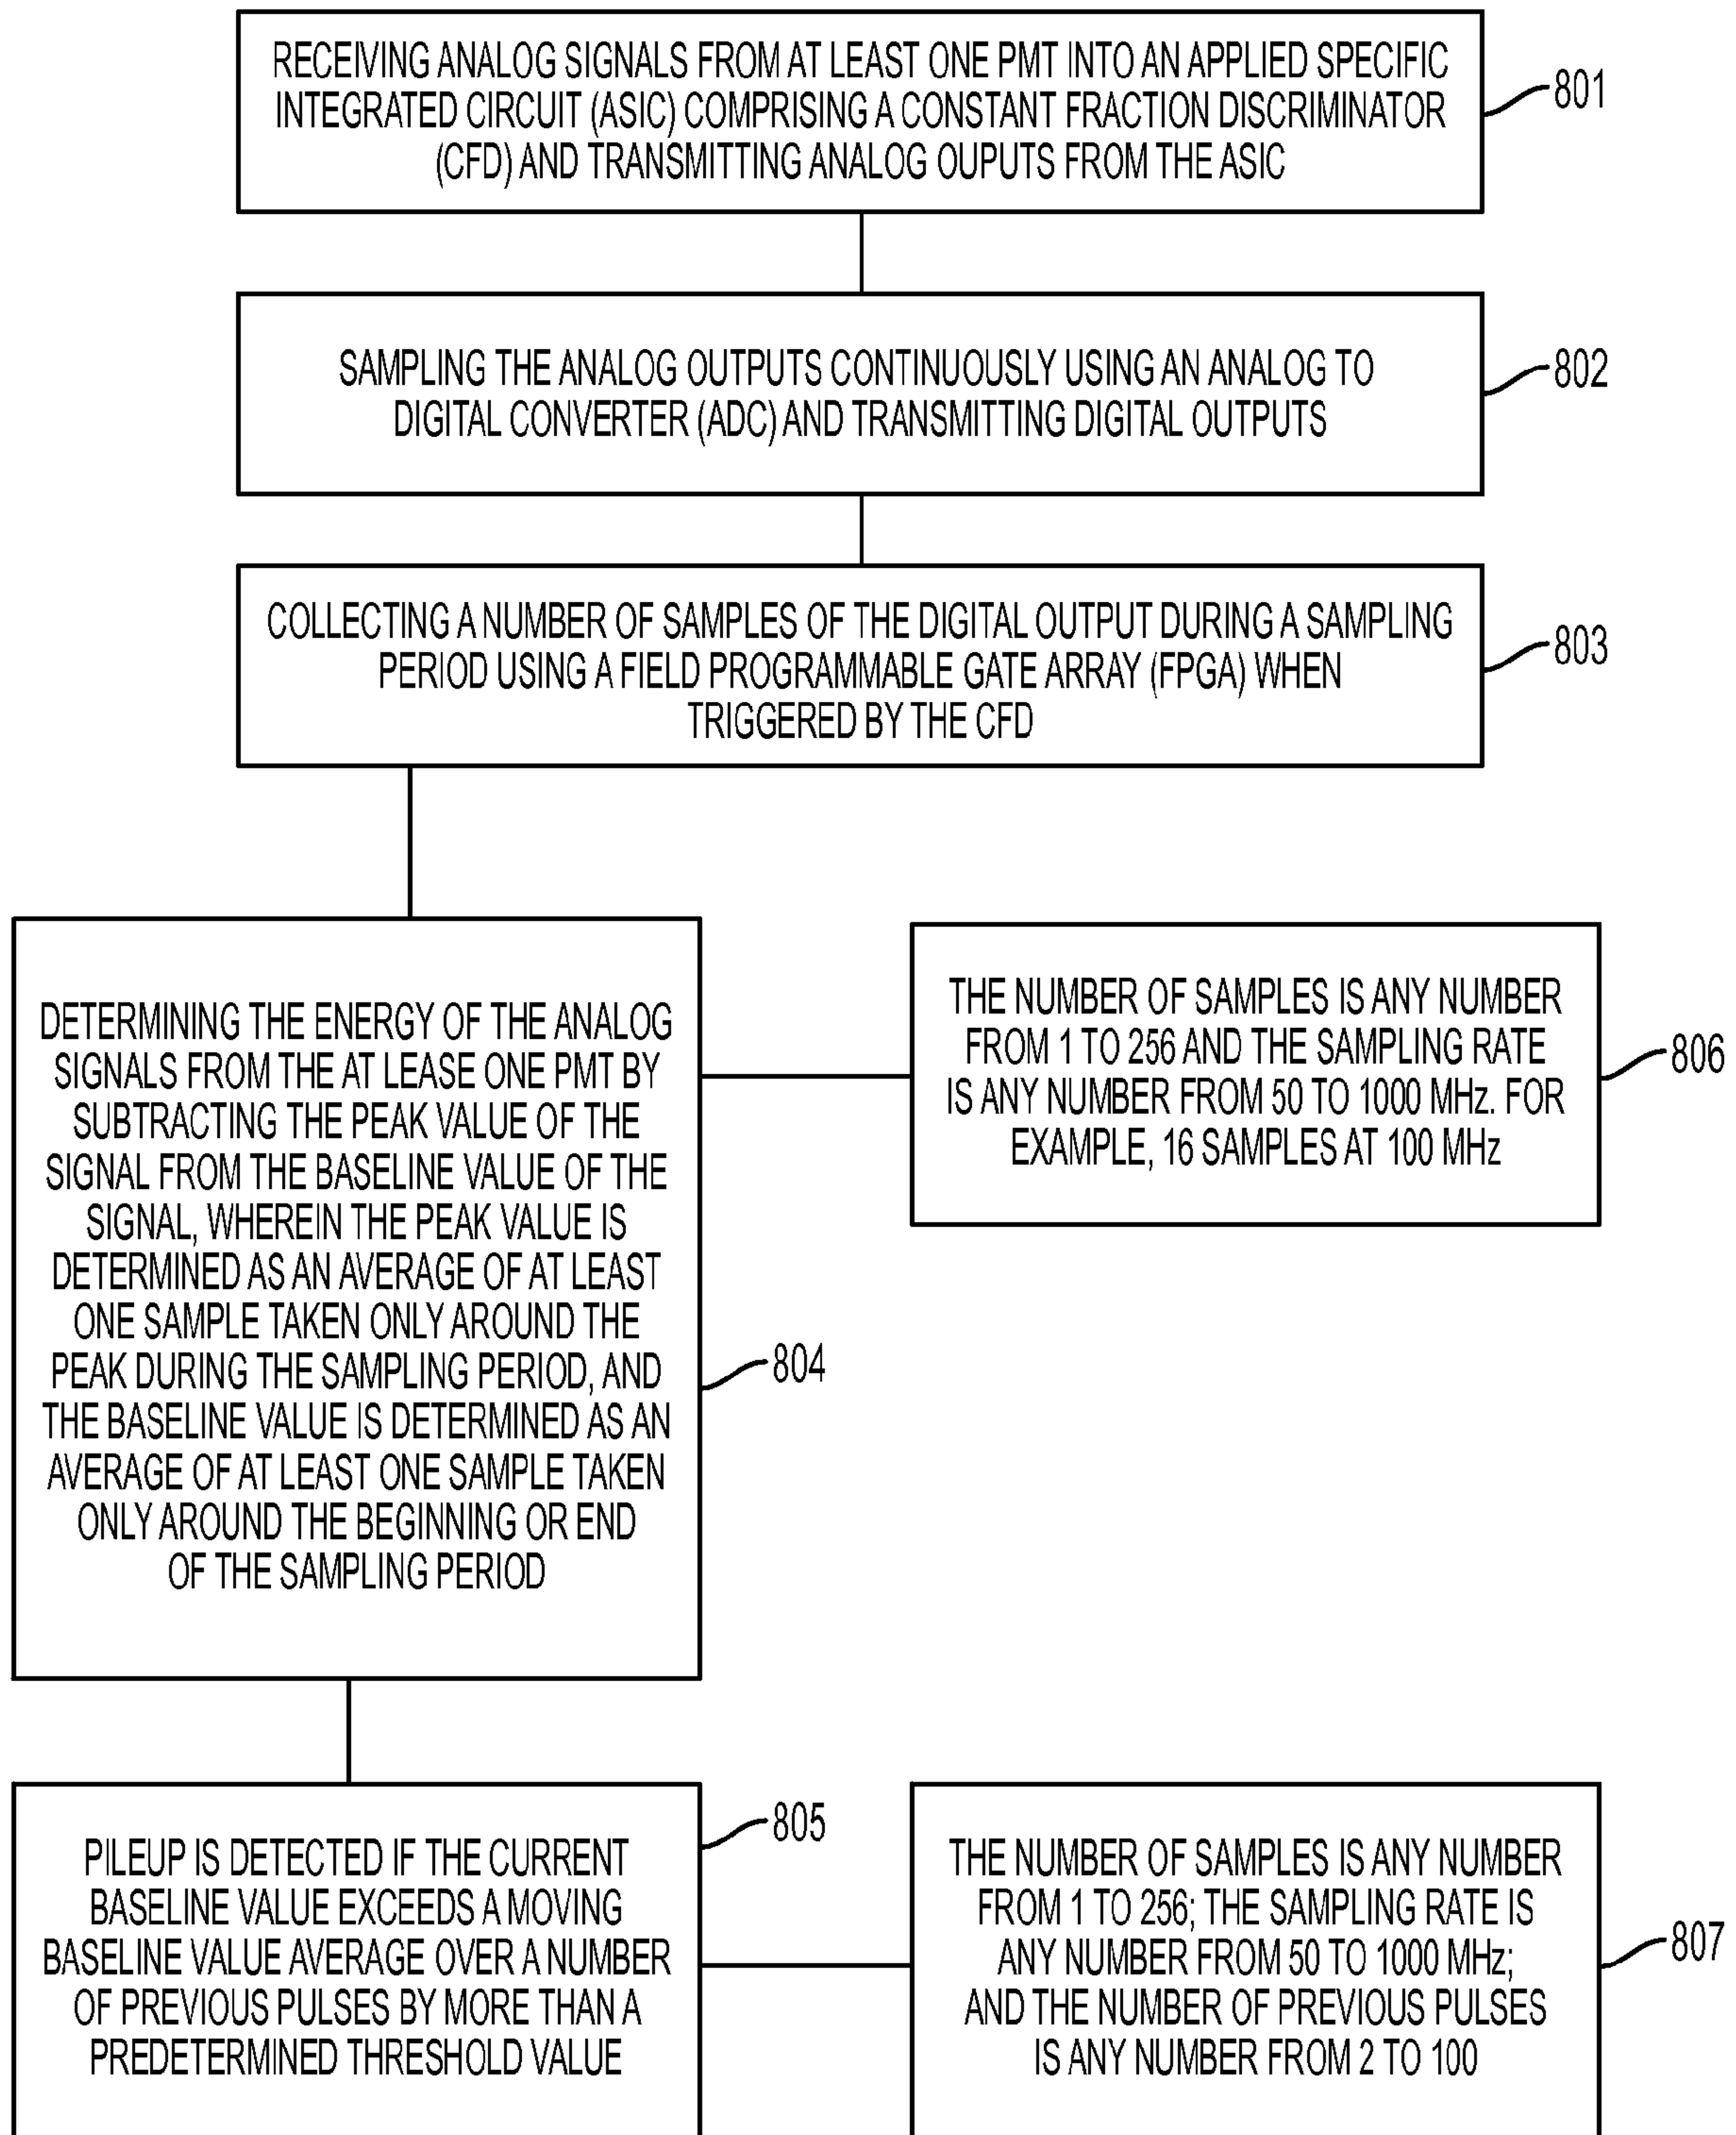 RECEIVING ANALOG SIGNALS FROM AT LEAST ONE PMT INTO AN APPLIED SPECIFIC
INTEGRATED CIRCUIT (ASIC) COMPRISING A CONSTANT FRACTION DISCRIMINATOR
(CFD) AND TRANSMITTING ANALOG OUPUTS FROM THE ASIC
801
SAMPLING THE ANALOG OUTPUTS CONTINUOUSLY USING AN ANALOG TO
DIGITAL CONVERTER (ADC) AND TRANSMITTING DIGITAL OUTPUTS
802
COLLECTING A NUMBER OF SAMPLES OF THE DIGITAL OUTPUT DURING A SAMPLING
PERIOD USING A FIELD PROGRAMMABLE GATE ARRAY (FPGA) WHEN
TRIGGERED BY THE CFD
803
DETERMINING THE ENERGY OF THE ANALOG
SIGNALS FROM THE AT LEASE ONE PMT BY
SUBTRACTING THE PEAK VALUE OF THE
SIGNAL FROM THE BASELINE VALUE OF THE
SIGNAL, WHEREIN THE PEAK VALUE IS
DETERMINED AS AN AVERAGE OF AT LEAST
ONE SAMPLE TAKEN ONLY AROUND THE
PEAK DURING THE SAMPLING PERIOD, AND
THE BASELINE VALUE IS DETERMINED AS AN
AVERAGE OF AT LEAST ONE SAMPLE TAKEN
ONLY AROUND THE BEGINNING OR END
OF THE SAMPLING PERIOD
804
THE NUMBER OF SAMPLES IS ANY NUMBER
FROM 1 TO 256 AND THE SAMPLING RATE
IS ANY NUMBER FROM 50 TO 1000 MHz. FOR
EXAMPLE, 16 SAMPLES AT 100 MHz
806
PILEUP IS DETECTED IF THE CURRENT
BASELINE VALUE EXCEEDS A MOVING
BASELINE VALUE AVERAGE OVER A NUMBER
OF PREVIOUS PULSES BY MORE THAN A
PREDETERMINED THRESHOLD VALUE
805
THE NUMBER OF SAMPLES IS ANY NUMBER
FROM 1 TO 256; THE SAMPLING RATE IS
ANY NUMBER FROM 50 TO 1000 MHz;
AND THE NUMBER OF PREVIOUS PULSES
IS ANY NUMBER FROM 2 TO 100
807